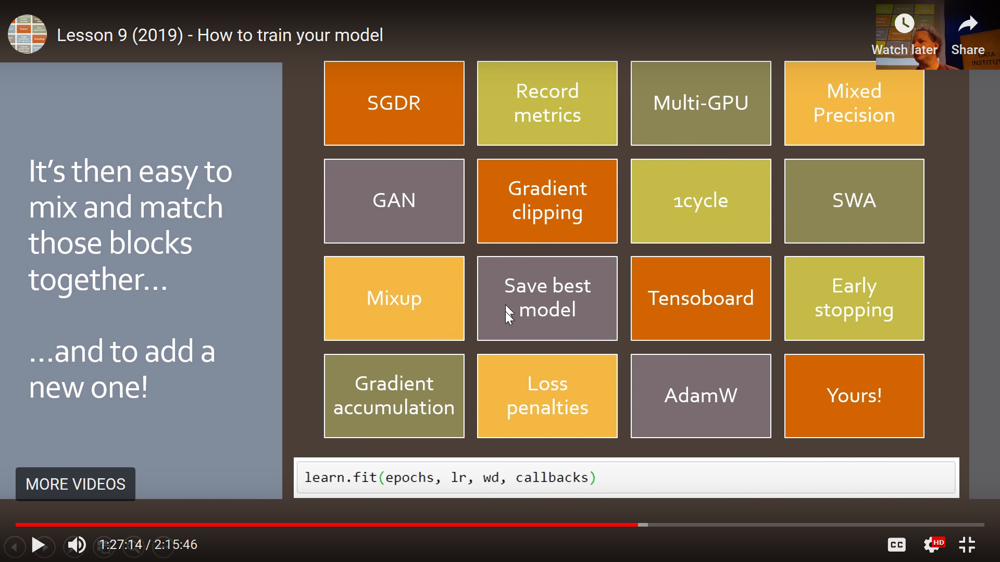 Lesson 9 (2019) - How to train your model
Watch later
Share
DATA
It's then easy to
mix and match
those blocks
together...
...and to add a
new one!
SGDR
Record
metrics
Multi-GPU
Mixed
Precision
GAN
Gradient
clipping
1cycle
SWA
Mixup
Save best
model
Tensoboard
Early
stopping
Gradient
accumulation
Loss
penalties
AdamW
Yours!
learn.fit(epochs, lr, wd, callbacks)
MORE VIDEOS
1:27:14 / 2:15:46
CC
HD